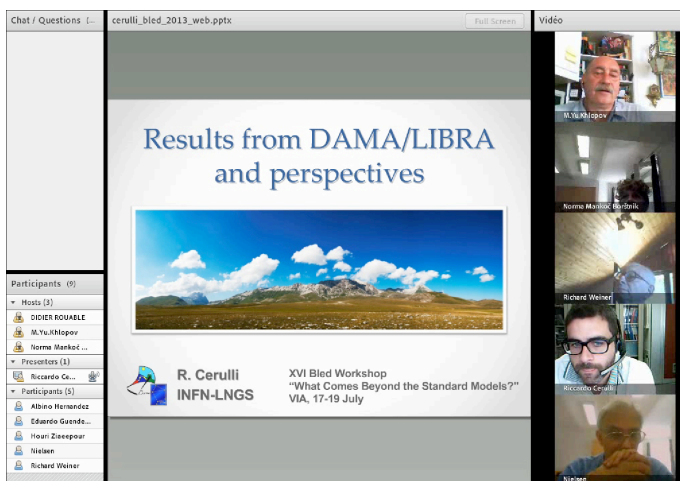 Chat / Questions (...
cerulli_bled_2013_web.pptx
Full Screen
Vidéo
Results from DAMA/LIBRA
and perspectives
R. Cerulli
INFN-LNGS
XVI Bled Workshop
“What Comes Beyond the Standard Models?”
VIA, 17-19 July
Participants (9)
Hosts (3)
DIDIER ROUABLE
M.Yu.Khlopov
Norma Mankoč ...
Presenters (1)
Riccardo Ce...
Participants (5)
Albino Hernandez
Eduardo Guende...
Houri Ziaeepour
Nielsen
Richard Weiner
M.Yu.Khlopov
Norma Mankoč Borštnik
Richard Weiner
Riccardo Cerulli
Nielsen